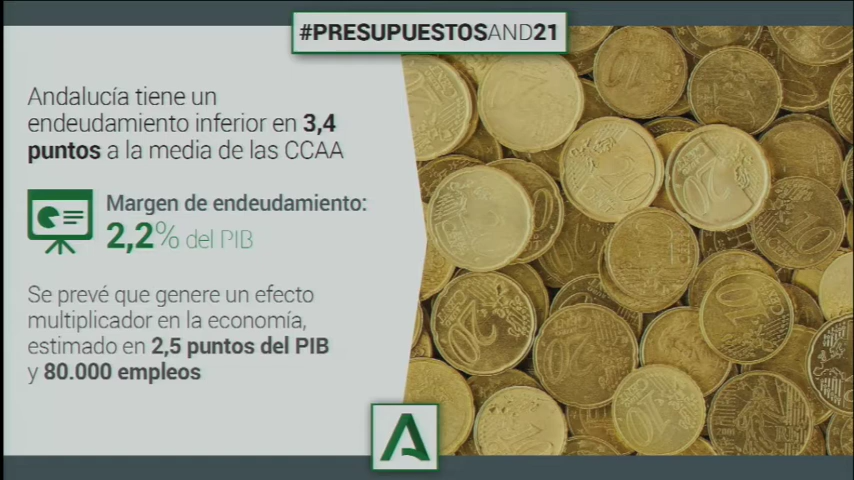 #PRESUPUESTOSAND21
Andalucía tiene un
endeudamiento inferior en 3,4
puntos a la media de las CCAA
Margen de endeudamiento:
2,2% del PIB
Se prevé que genere un efecto
multiplicador en la economía,
estimado en 2,5 puntos del PIB
y 80.000 empleos